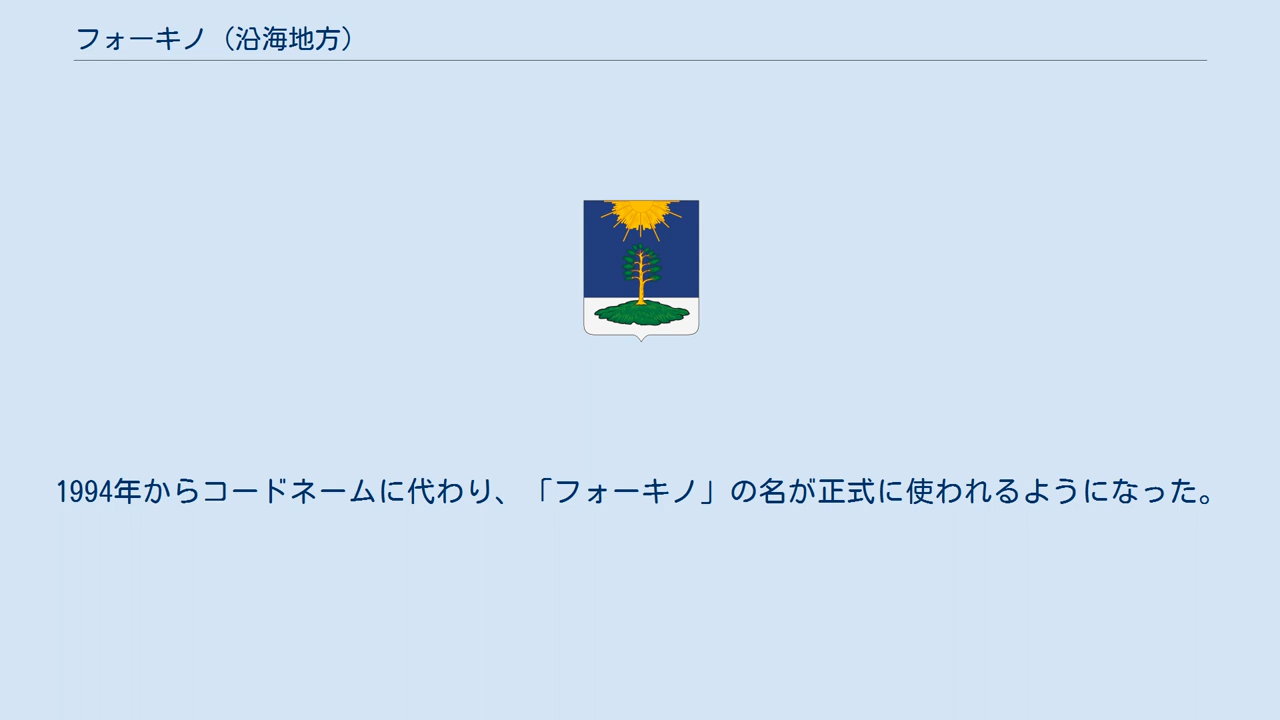 フォーキノ（沿海地方）
1994年からコードネームに代わり、「フォーキノ」の名が正式に使われるようになった。